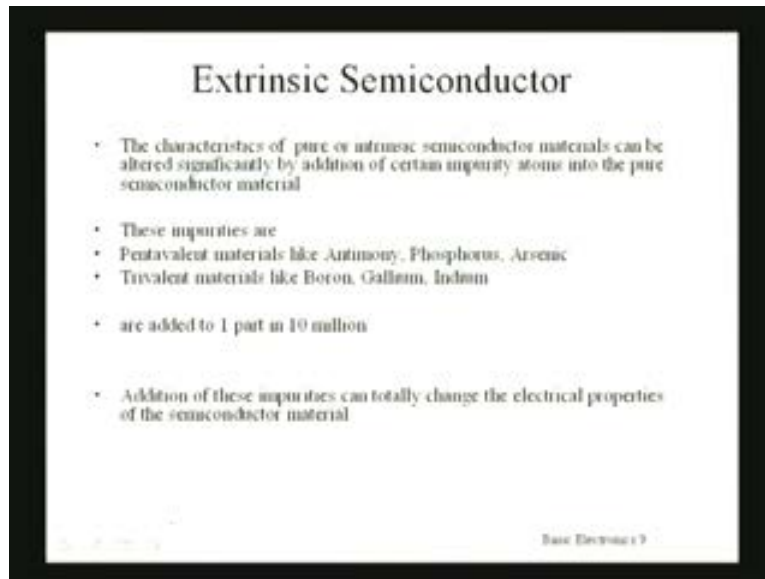 Extrinsic Semiconductor
• The characteristics of pure or intrinsic semiconductor materials can be
altered significantly by addition of certain impurity atoms into the pure
semiconductor material
• These impurities are
• Pentavalent materials like Antimony, Phosphorus, Arsenic
• Trivalent materials like Boron, Gallium, Indium
• are added to 1 part in 10 million
• Addition of these impurities can totally change the electrical properties
of the semiconductor material
Basic Electronics 9